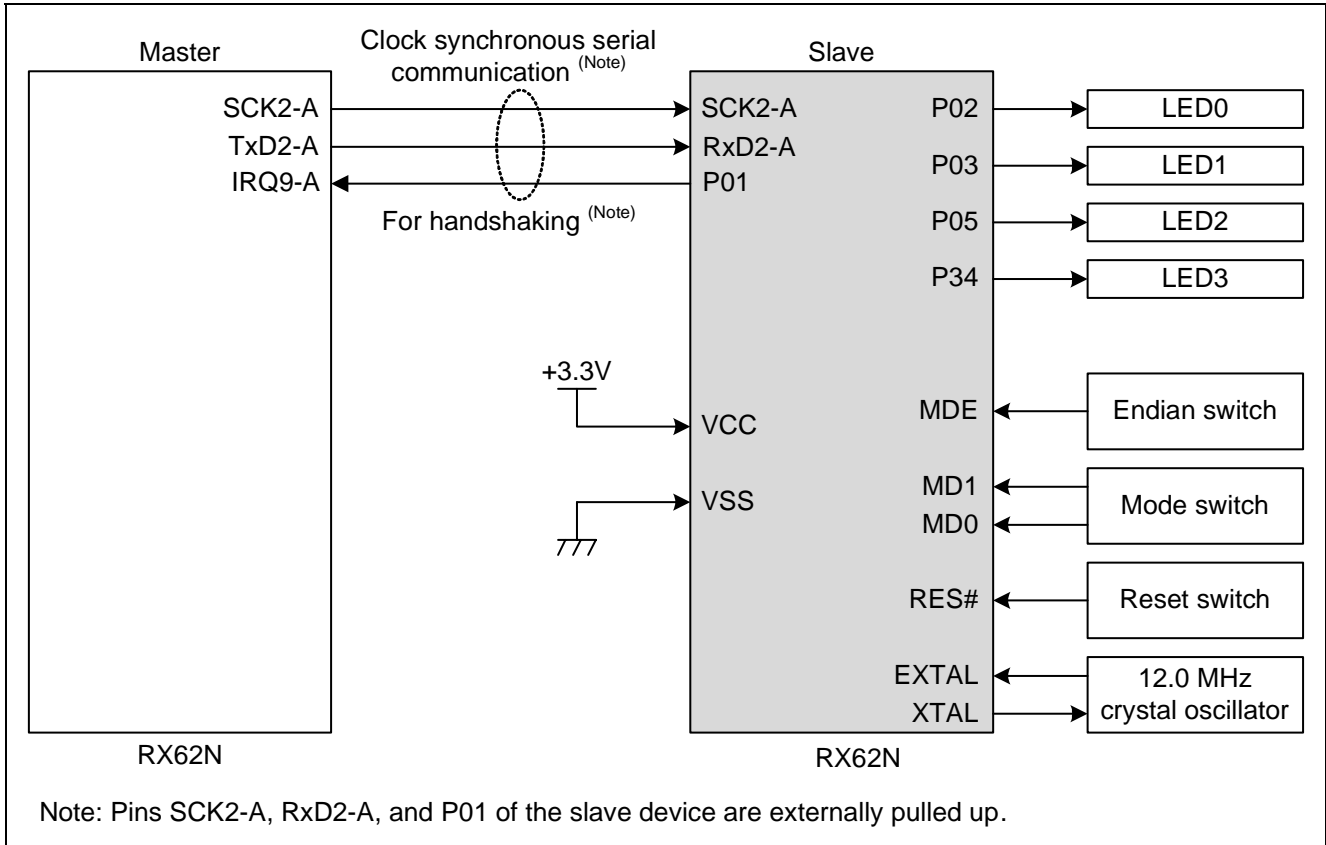 Master
Clock synchronous serial
communication (Note)
Slave
SCK2-A
TxD2-A
IRQ9-A
For handshaking (Note)
SCK2-A
RxD2-A
P01
P02
P03
P05
P34
LED0
LED1
LED2
LED3
+3.3V
VCC
VSS
MDE
MD1
MD0
RES#
EXTAL
XTAL
Endian switch
Mode switch
Reset switch
12.0 MHz
crystal oscillator
RX62N
RX62N
Note: Pins SCK2-A, RxD2-A, and P01 of the slave device are externally pulled up.